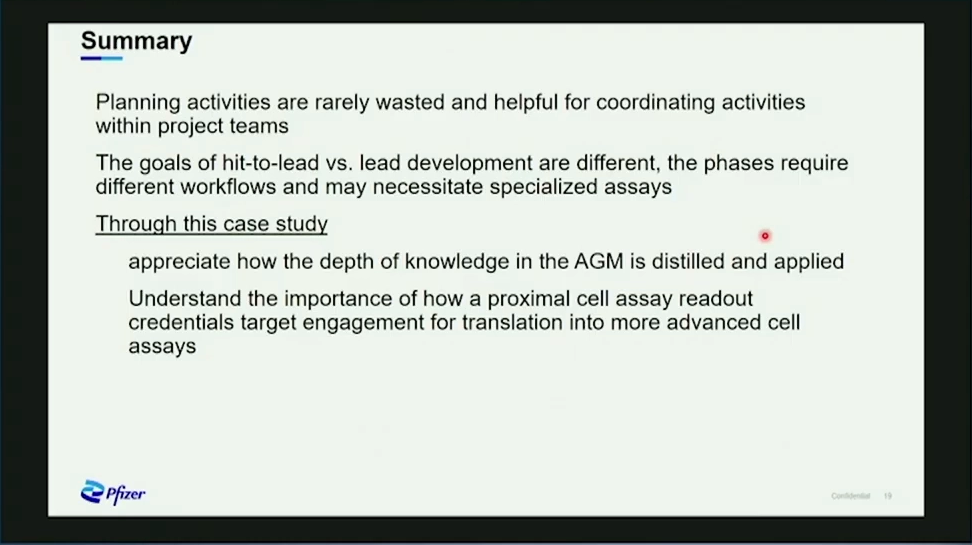 Summary
Planning activities are rarely wasted and helpful for coordinating activities
within project teams
The goals of hit-to-lead vs. lead development are different, the phases require
different workflows and may necessitate specialized assays
Through this case study
appreciate how the depth of knowledge in the AGM is distilled and applied
Understand the importance of how a proximal cell assay readout
credentials target engagement for translation into more advanced cell
assays
Pfizer
Confidential 19